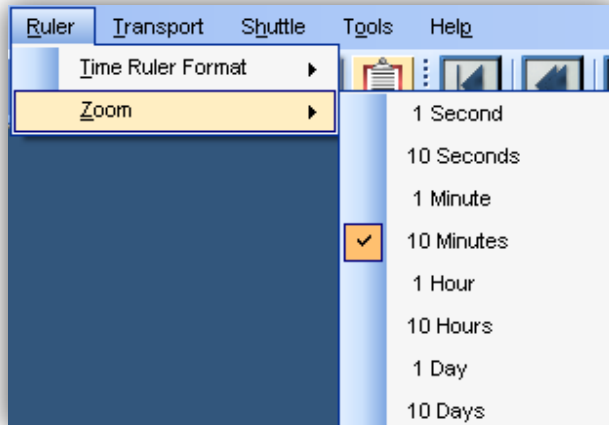 Ruler Transport Shuttle Tools Help
Time Ruler Format
Zoom
1 Second
10 Seconds
1 Minute
10 Minutes
1 Hour
10 Hours
1 Day
10 Days